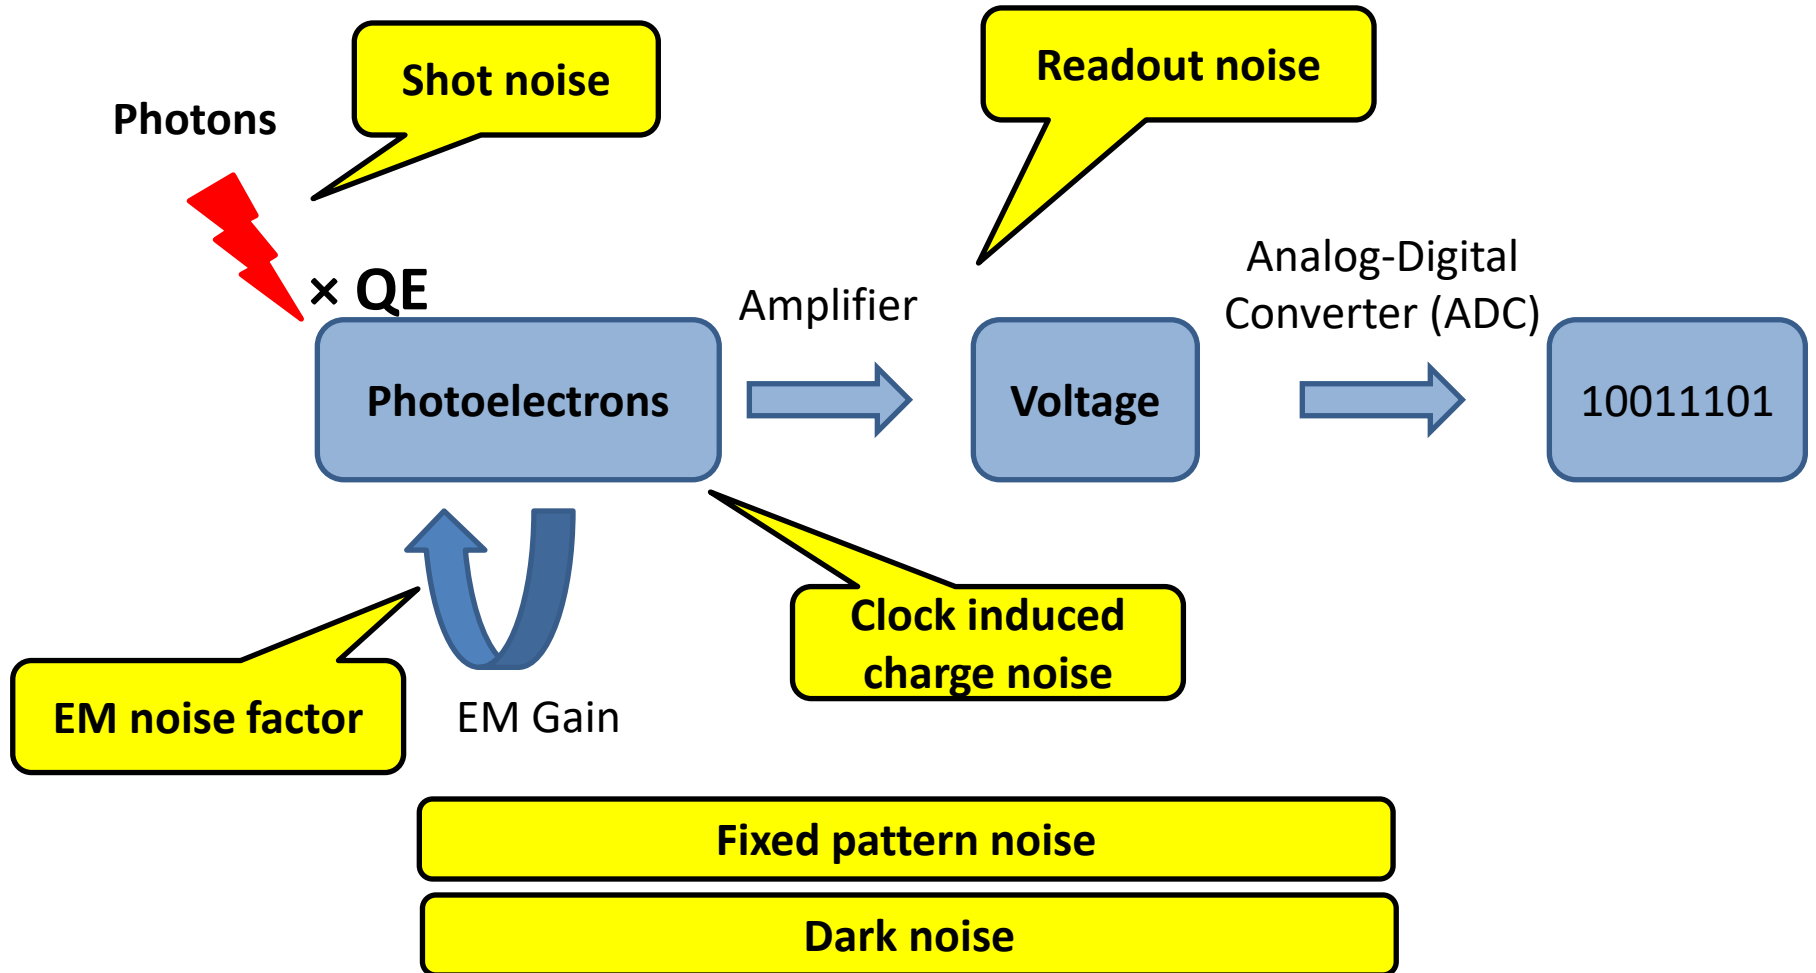 Shot noise
Readout noise
Photons
× QE
Amplifier
Analog-Digital
Converter (ADC)
Photoelectrons
Voltage
10011101
Clock induced
charge noise
EM noise factor
EM Gain
Fixed pattern noise
Dark noise